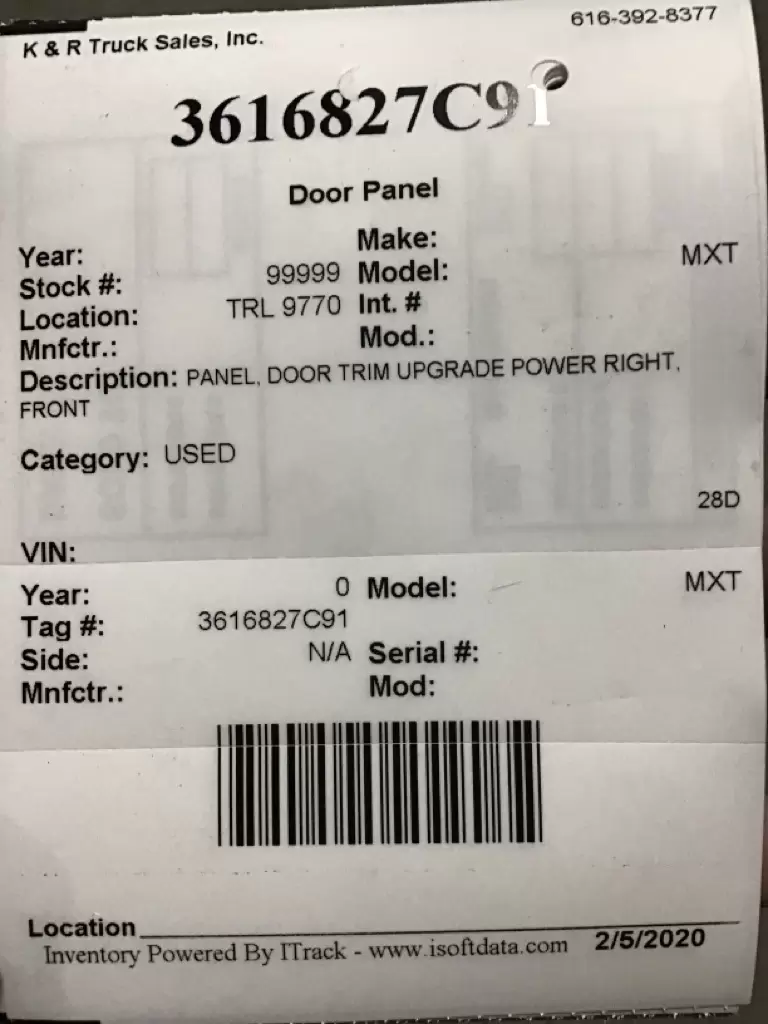 K & R Truck Sales, Inc. 616-392-8377
3616827C91
Door Panel
Year: Make:
Stock #: 99999 Model: MXT
Location: TRL 9770 Int. #
Mnfctr.: Mod.:
Description: PANEL, DOOR TRIM UPGRADE POWER RIGHT,
FRONT
Category: USED
28D
VIN:
Year: 0 Model: MXT
Tag #: 3616827C91
Side: N/A Serial #:
Mnfctr.: Mod:
Location
Inventory Powered By ITrack - www.isoftdata.com 2/5/2020